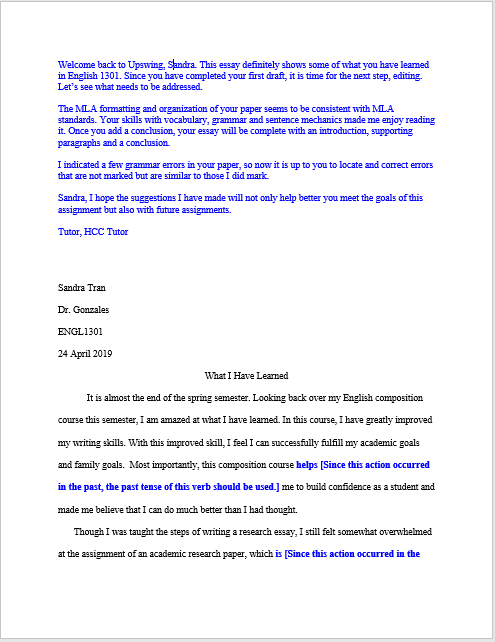 Welcome back to Upswing, Sandra. This essay definitely shows some of what you have learned
in English 1301. Since you have completed your first draft, it is time for the next step, editing.
Let's see what needs to be addressed.
The MLA formatting and organization of your paper seems to be consistent with MLA
standards. Your skills with vocabulary, grammar and sentence mechanics made me enjoy reading
it. Once you add a conclusion, your essay will be complete with an introduction, supporting
paragraphs and a conclusion.
I indicated a few grammar errors in your paper, so now it is up to you to locate and correct errors
that are not marked but are similar to those I did mark.
Sandra, I hope the suggestions I have made will not only help better you meet the goals of this
assignment but also with future assignments.
Tutor, HCC Tutor
Sandra Tran
Dr. Gonzales
ENGL1301
24 April 2019
What I Have Learned
It is almost the end of the spring semester. Looking back over my English composition
course this semester, I am amazed at what I have learned. In this course, I have greatly improved
my writing skills. With this improved skill, I feel I can successfully fulfill my academic goals
and family goals. Most importantly, this composition course helps [Since this action occurred
in the past, the past tense of this verb should be used.] me to build confidence as a student and
made me believe that I can do much better than I had thought.
Though I was taught the steps of writing a research essay, I still felt somewhat overwhelmed
at the assignment of an academic research paper, which is [Since this action occurred in the